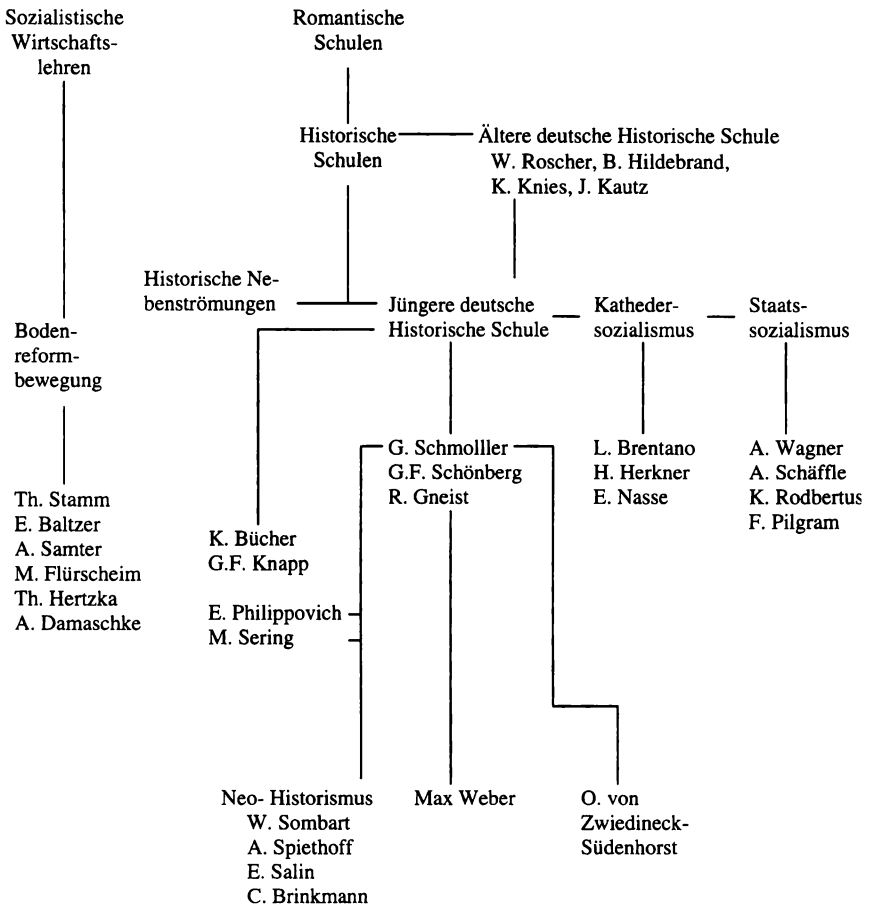 Sozialistische
Wirtschafts-
lehren
Romantische
Schulen
Historische
Schulen
Ältere deutsche Historische Schule
W. Roscher, B. Hildebrand,
K. Knies, J. Kautz
Historische Ne-
benströmungen
Jüngere deutsche
Historische Schule
Katheder-
sozialismus
Staats-
sozialismus
Boden-
reform-
bewegung
G. Schmolller
G.F. Schönberg
R. Gneist
L. Brentano
H. Herkner
E. Nasse
A. Wagner
A. Schäffle
K. Rodbertus
F. Pilgram
Th. Stamm
E. Baltzer
A. Samter
M. Flürscheim
Th. Hertzka
A. Damaschke
K. Bücher
G.F. Knapp
E. Philippovich
M. Sering
Neo- Historismus
W. Sombart
A. Spiethoff
E. Salin
C. Brinkmann
Max Weber
O. von
Zwiedineck-
Südenhorst